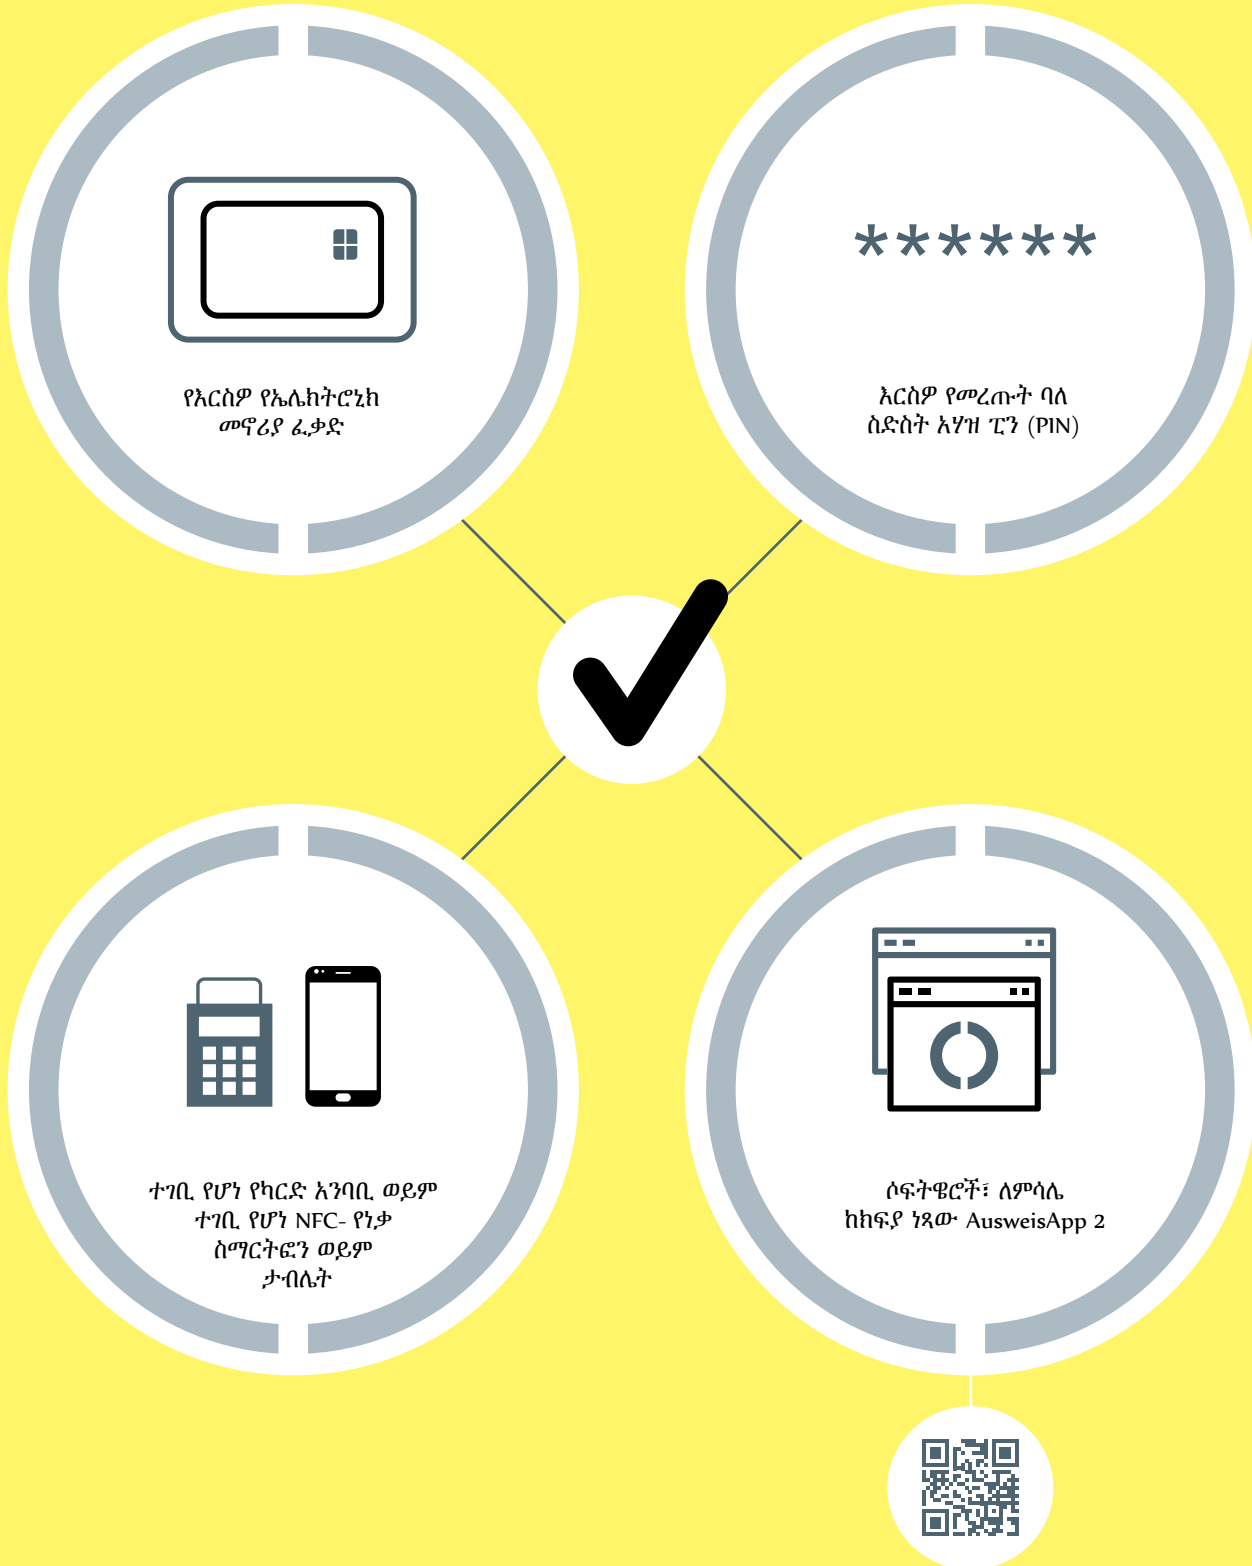 የእርስዎ የኤሌክትሮኒክ
መኖሪያ ፈቃድ
******
እርስዎ የመረጡት ባለ
ስድስት አሃዝ ፒን (PIN)
ተገቢ የሆነ የካርድ አንባቢ ወይም
ተገቢ የሆነ NFC- የነቃ
ስማርትፎን ወይም
ታብሌት
ሶፍትዌሮች፣ ለምሳሌ
ከክፍያ ነጻው AusweisApp 2